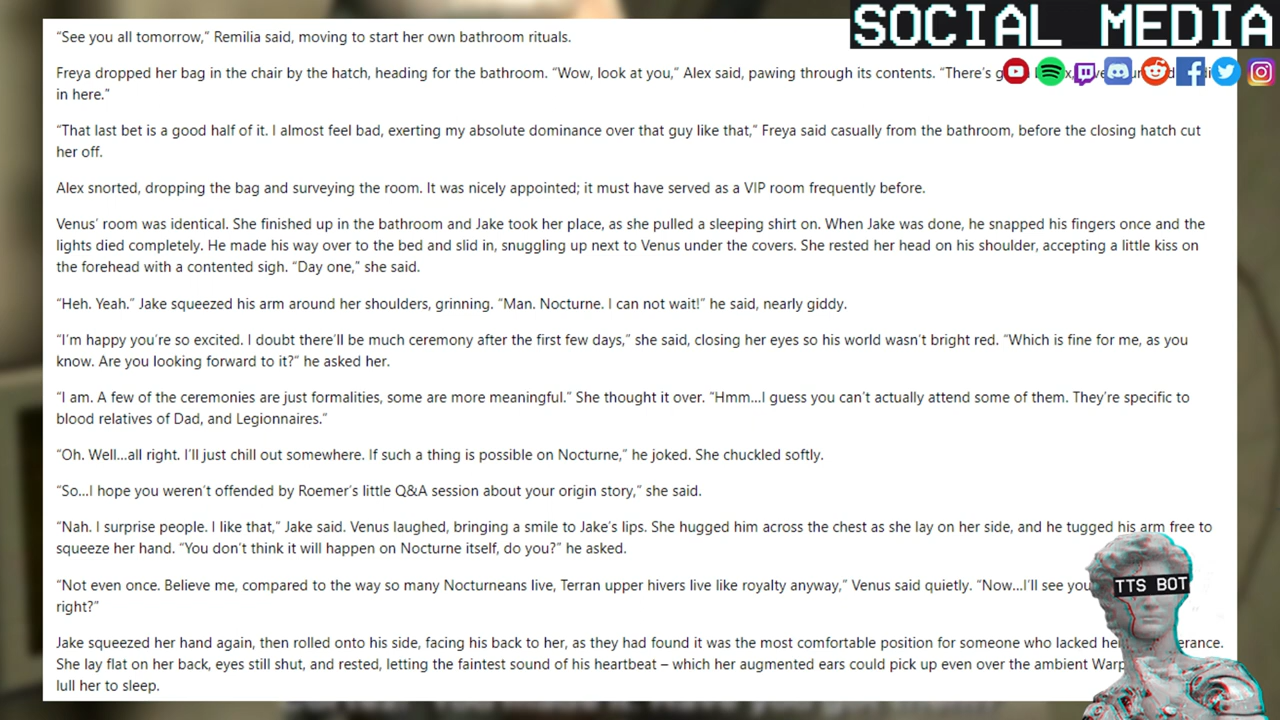 SOCIAL MEDIA
“See you all tomorrow,” Remilia said, moving to start her own bathroom rituals.
Freya dropped her bag in the chair by the hatch, heading for the bathroom. “Wow, look at you,” Alex said, pawing through its contents. “There’s
in here.”
“That last bet is a good half of it. I almost feel bad, exerting my absolute dominance over that guy like that,” Freya said casually from the bathroom, before the closing hatch cut
her off.
Alex snorted, dropping the bag and surveying the room. It was nicely appointed; it must have served as a VIP room frequently before.
Venus’ room was identical. She finished up in the bathroom and Jake took her place, as she pulled a sleeping shirt on. When Jake was done, he snapped his fingers once and the
lights died completely. He made his way over to the bed and slid in, snuggling up next to Venus under the covers. She rested her head on his shoulder, accepting a little kiss on
the forehead with a contented sigh. “Day one,” she said.
“Heh. Yeah.” Jake squeezed his arm around her shoulders, grinning. “Man. Nocturne. I can not wait!” he said, nearly giddy.
“I’m happy you’re so excited. I doubt there’ll be much ceremony after the first few days,” she said, closing her eyes so his world wasn’t bright red. “Which is fine for me, as you
know. Are you looking forward to it?” he asked her.
“I am. A few of the ceremonies are just formalities, some are more meaningful.” She thought it over. “Hmm…I guess you can’t actually attend some of them. They’re specific to
blood relatives of Dad, and Legionnaires.”
“Oh. Well…all right. I’ll just chill out somewhere. If such a thing is possible on Nocturne,” he joked. She chuckled softly.
“So…I hope you weren’t offended by Roemer’s little Q&A session about your origin story,” she said.
“Nah. I surprise people. I like that,” Jake said. Venus laughed, bringing a smile to Jake’s lips. She hugged him across the chest as she lay on her side, and he tugged his arm free to
squeeze her hand. “You don’t think it will happen on Nocturne itself, do you?” he asked.
“Not even once. Believe me, compared to the way so many Nocturneans live, Terran upper hivers live like royalty anyway,” Venus said quietly. “Now…I’ll see you
right?”
Jake squeezed her hand again, then rolled onto his side, facing his back to her, as they had found it was the most comfortable position for someone who lacked
She lay flat on her back, eyes still shut, and rested, letting the faintest sound of his heartbeat – which her augmented ears could pick up even over the ambient Warp
lull her to sleep.
TTS BOT